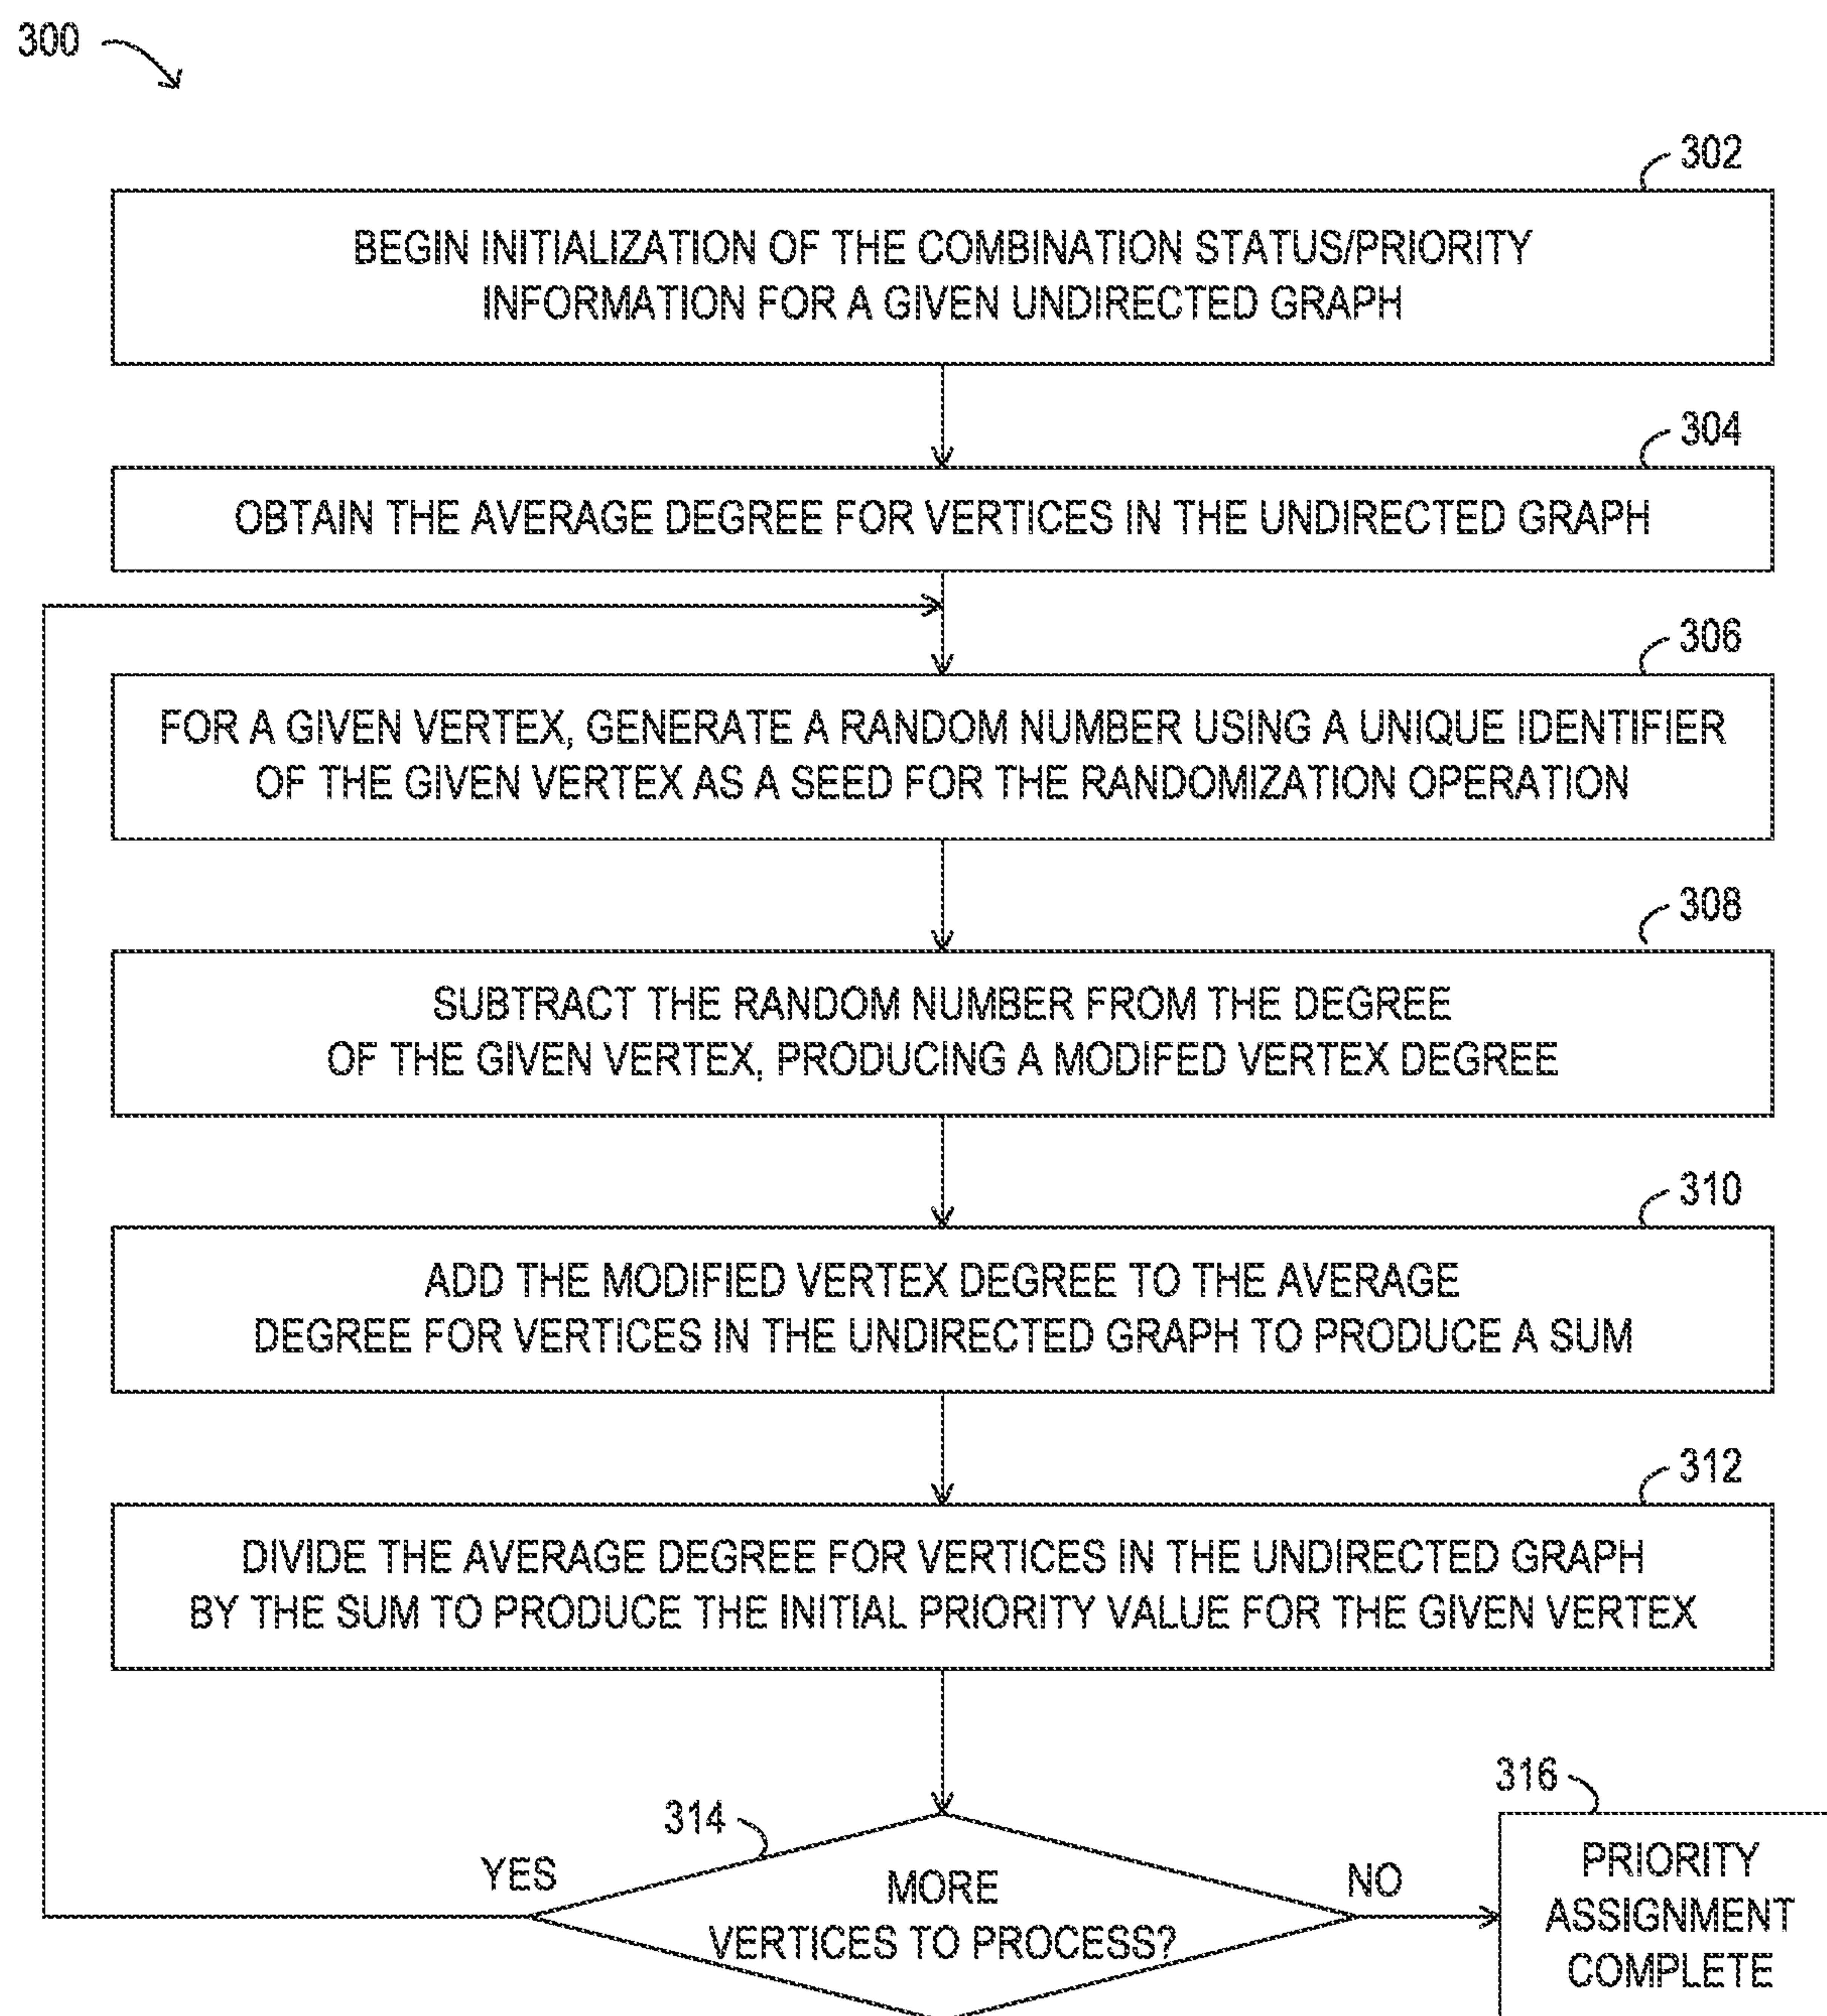 300
302
BEGIN INITIALIZATION OF THE COMBINATION STATUS/PRIORITY
INFORMATION FOR A GIVEN UNDIRECTED GRAPH
304
OBTAIN THE AVERAGE DEGREE FOR VERTICES IN THE UNDIRECTED GRAPH
306
FOR A GIVEN VERTEX, GENERATE A RANDOM NUMBER USING A UNIQUE IDENTIFIER
OF THE GIVEN VERTEX AS A SEED FOR THE RANDOMIZATION OPERATION
308
SUBTRACT THE RANDOM NUMBER FROM THE DEGREE
OF THE GIVEN VERTEX, PRODUCING A MODIFED VERTEX DEGREE
310
ADD THE MODIFIED VERTEX DEGREE TO THE AVERAGE
DEGREE FOR VERTICES IN THE UNDIRECTED GRAPH TO PRODUCE A SUM
312
DIVIDE THE AVERAGE DEGREE FOR VERTICES IN THE UNDIRECTED GRAPH
BY THE SUM TO PRODUCE THE INITIAL PRIORITY VALUE FOR THE GIVEN VERTEX
314
YES
MORE
VERTICES TO PROCESS?
NO
316
PRIORITY
ASSIGNMENT
COMPLETE